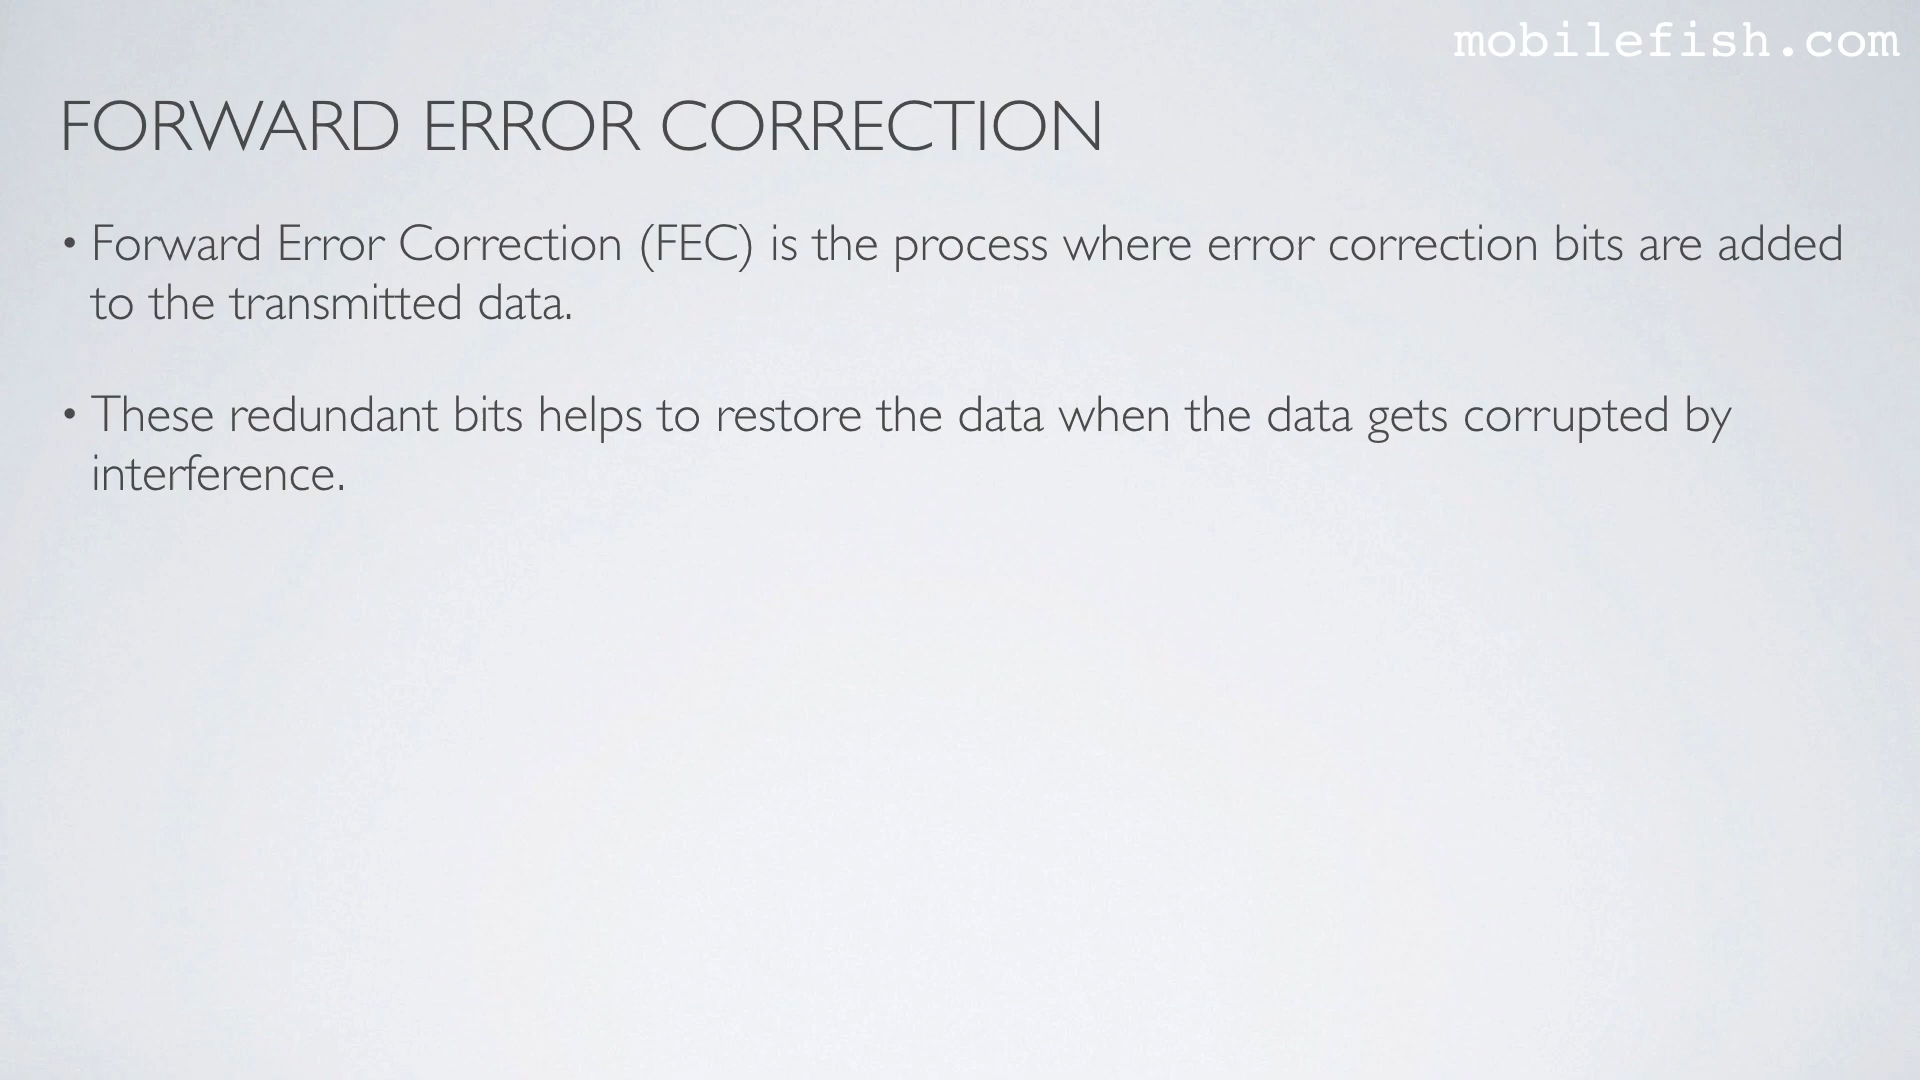 mobilefish.com
FORWARD ERROR CORRECTION
• Forward Error Correction (FEC) is the process where error correction bits are added
to the transmitted data.
• These redundant bits helps to restore the data when the data gets corrupted by
interference.